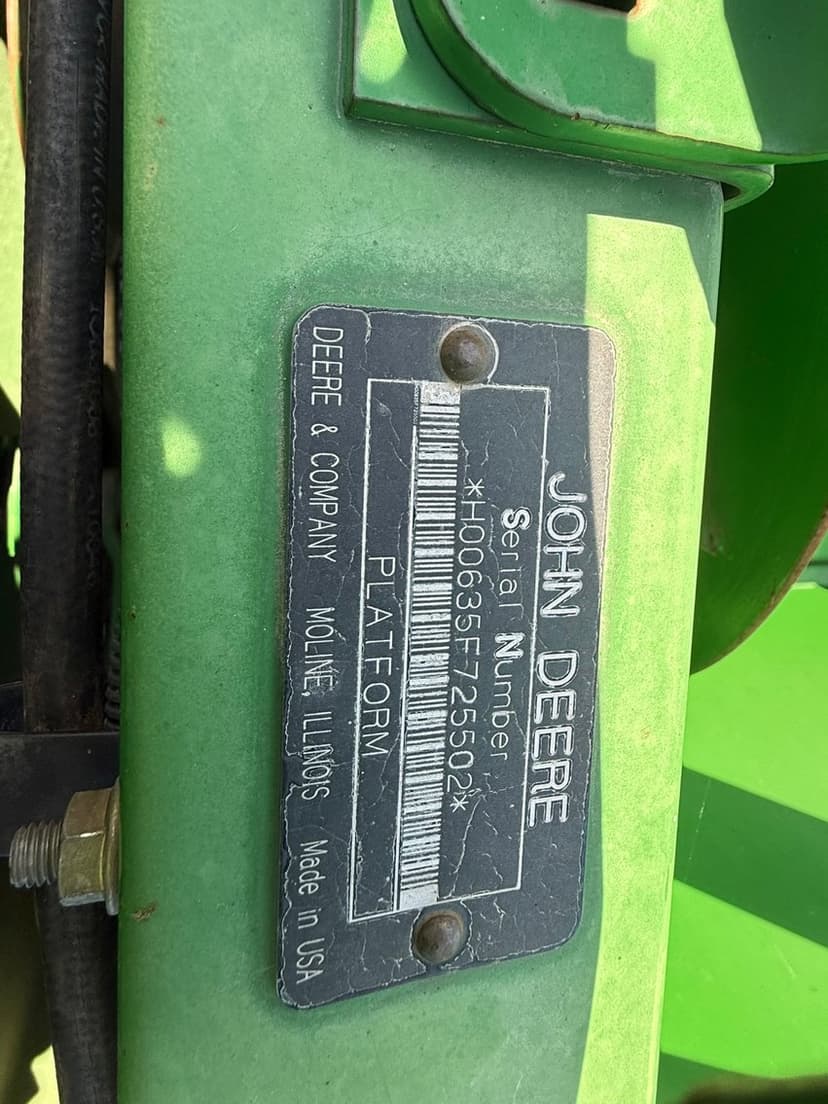 JOHN DEERE
Serial Number
*H00635F725502*
PLATFORM
DEERE & COMPANY MOLINE, ILLINOIS Made in USA